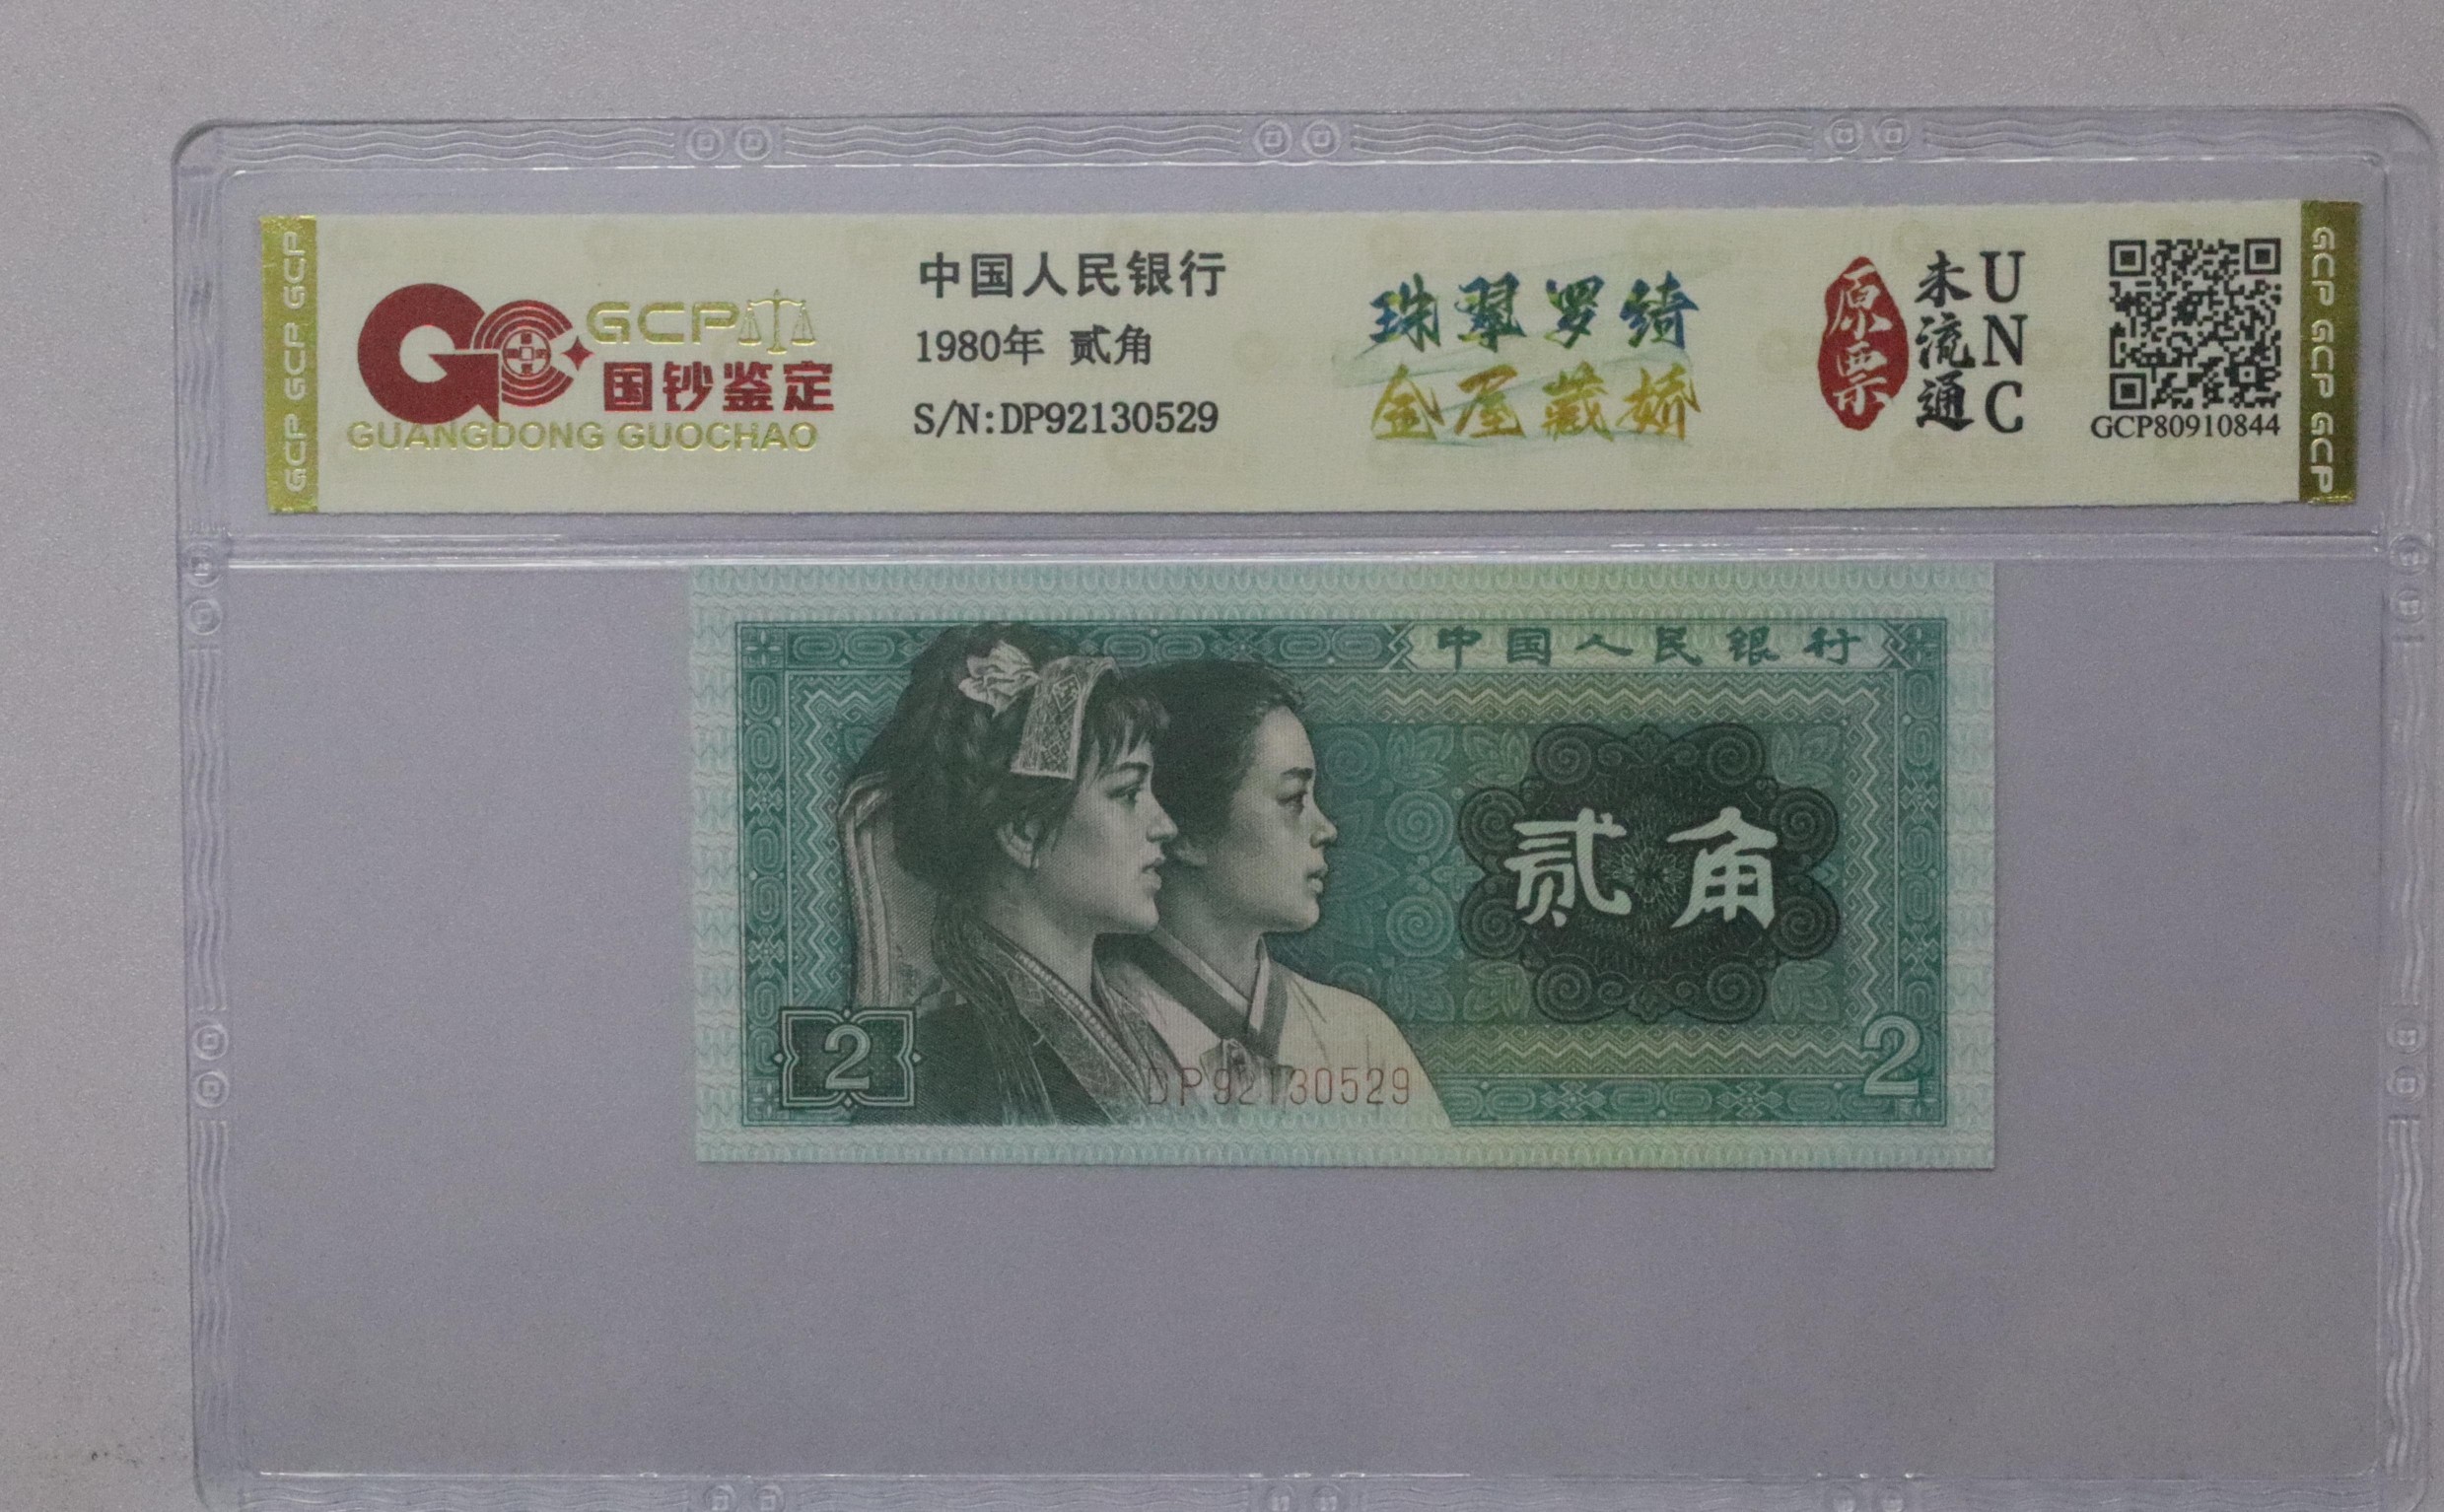 GCP GCP GCP
GCP
国钞鉴定
GUANGDONG GUOCHAO
中国人民银行
1980年 贰角
S/N:DP92130529
珠翠罗绮
金屋藏娇
原票
未流通
UNC
GCP80910844
GCP GCP GCP
中国人民银行
贰角
2
DP92130529
2